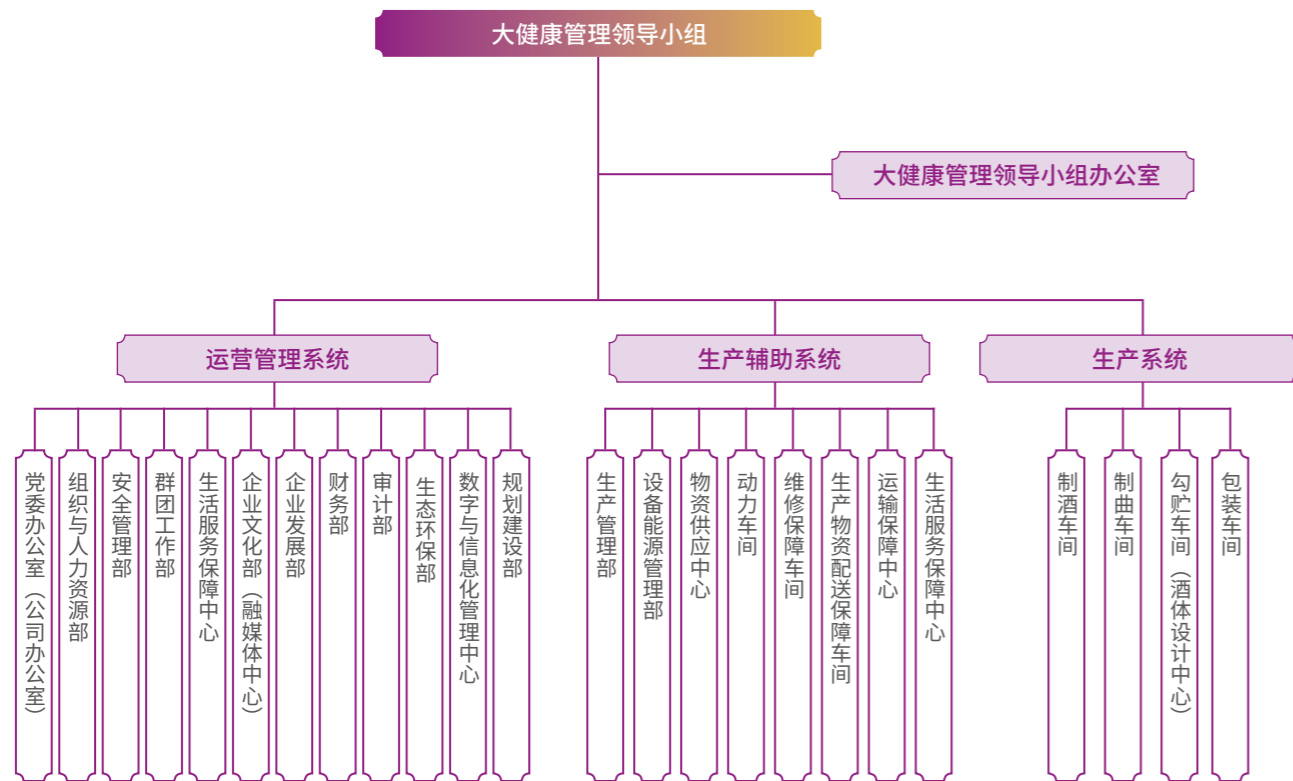 大健康管理领导小组
大健康管理领导小组办公室
运营管理系统
生产辅助系统
生产系统
党委办公室（公司办公室）
组织与人力资源部
安全管理部
群团工作部
生活服务保障中心
企业文化部（融媒体中心）
企业发展部
财务部
审计部
生态环保部
数字与信息化管理中心
规划建设部
生产管理部
设备能源管理部
物资供应中心
动力车间
维修保障车间
生产物资配送保障车间
运输保障中心
生活服务保障中心
制酒车间
制曲车间
勾贮车间（酒体设计中心）
包装车间